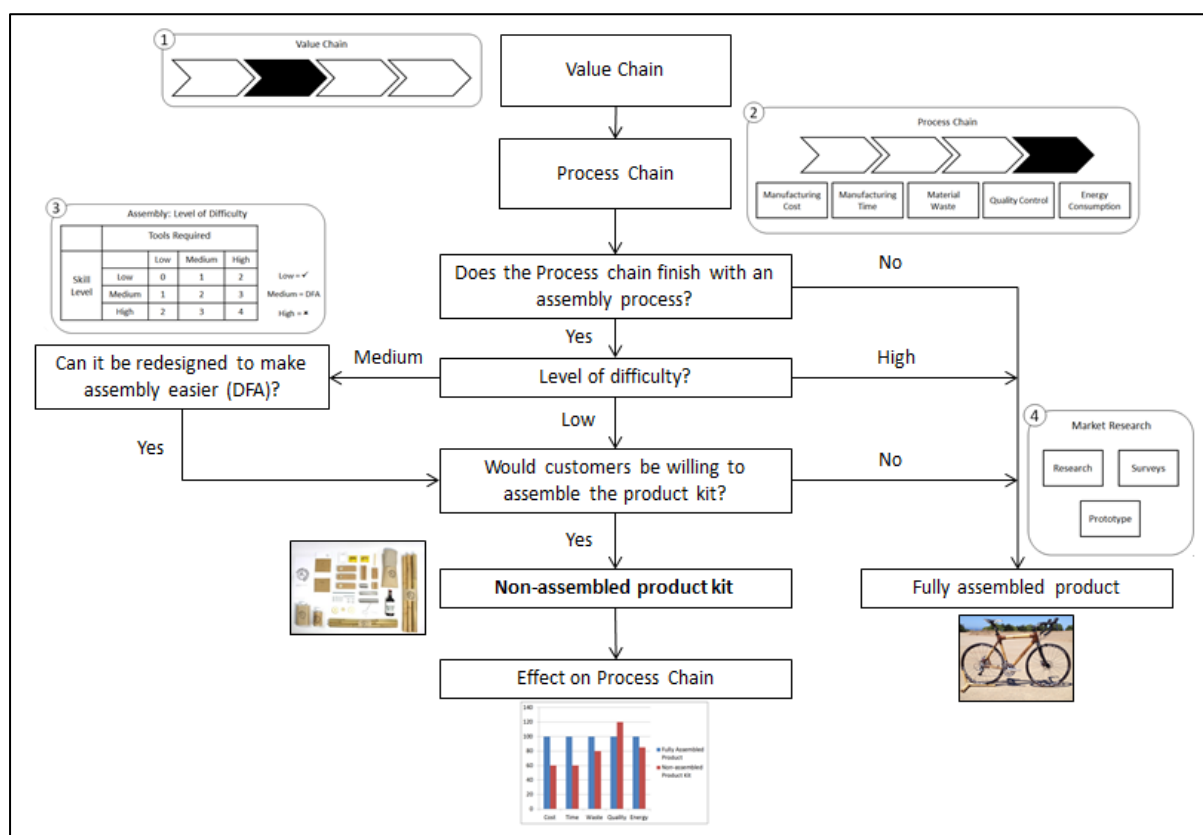 1
Value Chain
Value Chain
2
Process Chain
Manufacturing
Cost
Manufacturing
Time
Material
Waste
Quality Control
Energy
Consumption
Process Chain
3
Assembly: Level of Difficulty
Tools Required
Low Medium High
Skill
Level
Low 0 1 2
Medium 1 2 3
High 2 3 4
Low = ✓
Medium = DFA
High = ×
Does the Process chain finish with an
assembly process?
No
Yes
Can it be redesigned to make
assembly easier (DFA)?
Medium
Level of difficulty?
High
Yes
Low
4
Market Research
Research
Surveys
Prototype
Would customers be willing to
assemble the product kit?
No
Yes
Non-assembled product kit
Fully assembled product
Effect on Process Chain
140
120
100
80
60
40
20
0
Cost Time Waste Quality Energy
Fully Assembled
Product
Non-assembled
Product Kit